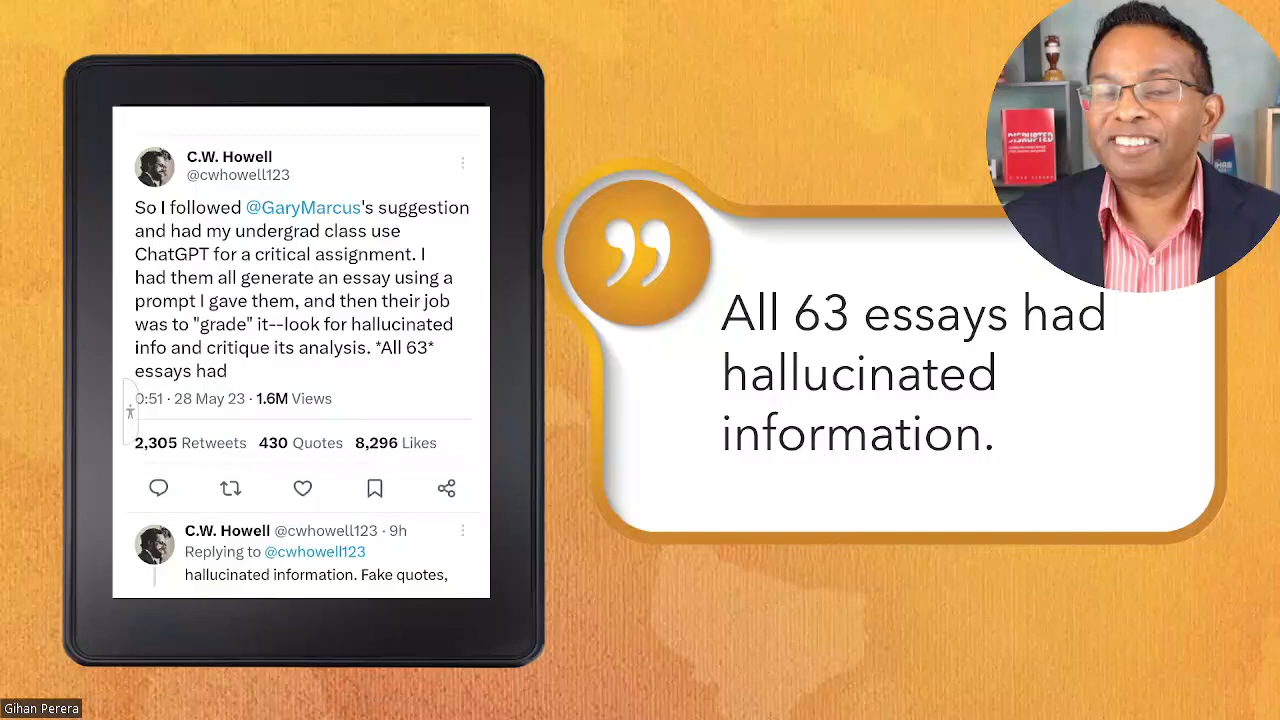 C.W. Howell
@cwhowell123
So I followed @GaryMarcus's suggestion
and had my undergrad class use
ChatGPT for a critical assignment. I
had them all generate an essay using a
prompt I gave them, and then their job
was to "grade" it--look for hallucinated
info and critique its analysis. *All 63*
essays had
0:51 · 28 May 23 · 1.6M Views
2,305 Retweets 430 Quotes 8,296 Likes
C.W. Howell @cwhowell123 · 9h
Replying to @cwhowell123
hallucinated information. Fake quotes,
All 63 essays had
hallucinated
information.
DISRUPTED
Gihan Perera